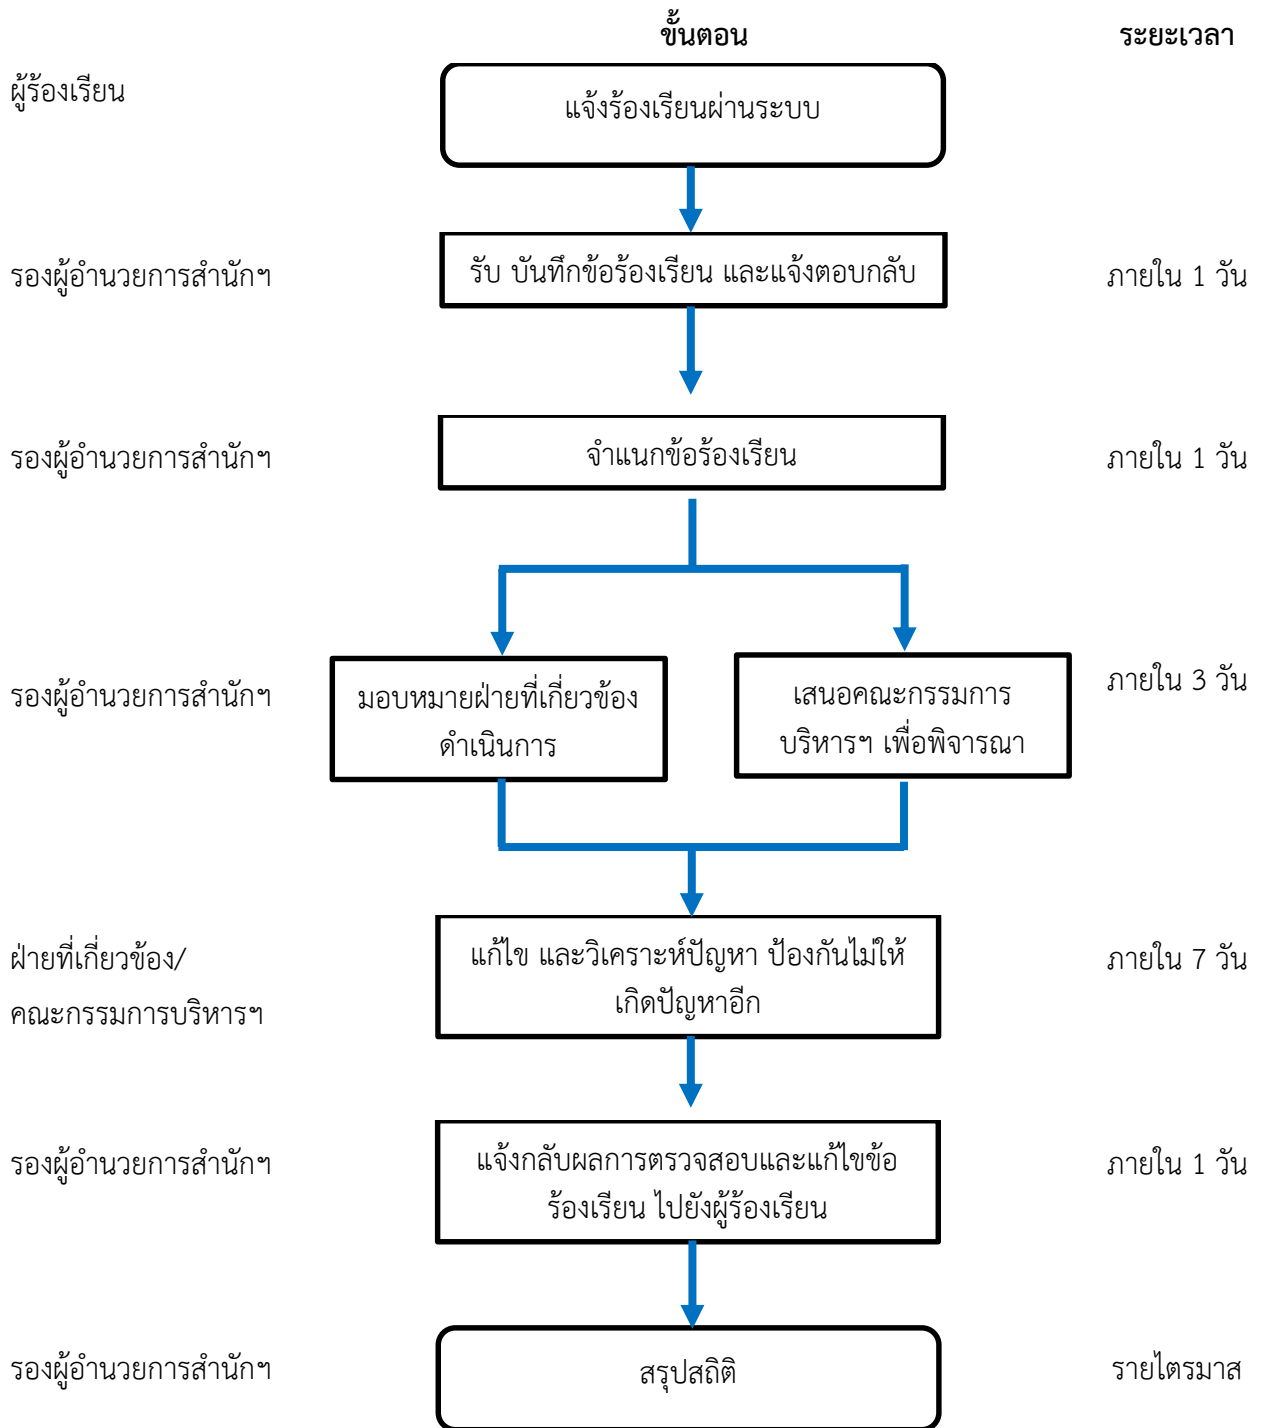 ขั้นตอน
ระยะเวลา
ผู้ร้องเรียน
แจ้งร้องเรียนผ่านระบบ
รองผู้อำนวยการสำนักฯ
รับ บันทึกข้อร้องเรียน และแจ้งตอบกลับ
ภายใน 1 วัน
รองผู้อำนวยการสำนักฯ
จำแนกข้อร้องเรียน
ภายใน 1 วัน
รองผู้อำนวยการสำนักฯ
มอบหมายฝ่ายที่เกี่ยวข้อง
ดำเนินการ
เสนอคณะกรรมการ
บริหารฯ เพื่อพิจารณา
ภายใน 3 วัน
ฝ่ายที่เกี่ยวข้อง/
คณะกรรมการบริหารฯ
แก้ไข และวิเคราะห์ปัญหา ป้องกันไม่ให้
เกิดปัญหาอีก
ภายใน 7 วัน
รองผู้อำนวยการสำนักฯ
แจ้งกลับผลการตรวจสอบและแก้ไขข้อ
ร้องเรียน ไปยังผู้ร้องเรียน
ภายใน 1 วัน
รองผู้อำนวยการสำนักฯ
สรุปสถิติ
รายไตรมาส